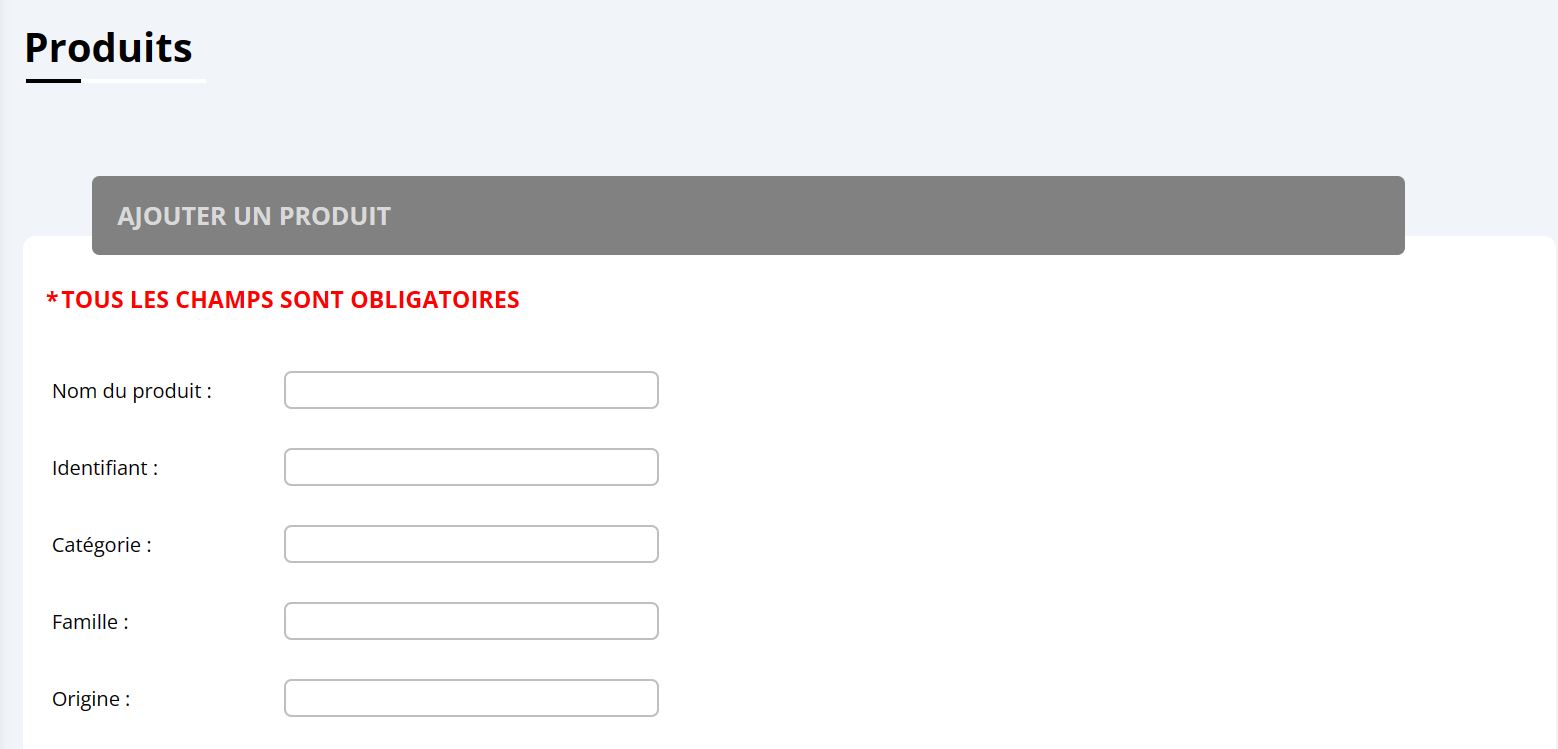 Produits
AJOUTER UN PRODUIT
*TOUS LES CHAMPS SONT OBLIGATOIRES
Nom du produit :
Identifiant :
Catégorie :
Famille :
Origine :